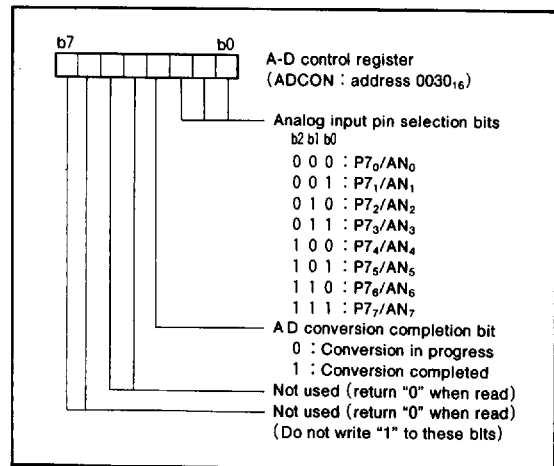 b7 b0
A-D control register
(ADCON : address 0030₁₆)
Analog input pin selection bits
b2 b1 b0
0 0 0 : P7₀/AN₀
0 0 1 : P7₁/AN₁
0 1 0 : P7₂/AN₂
0 1 1 : P7₃/AN₃
1 0 0 : P7₄/AN₄
1 0 1 : P7₅/AN₅
1 1 0 : P7₆/AN₆
1 1 1 : P7₇/AN₇
AD conversion completion bit
0 : Conversion in progress
1 : Conversion completed
Not used (return "0" when read)
Not used (return "0" when read)
(Do not write "1" to these bits)